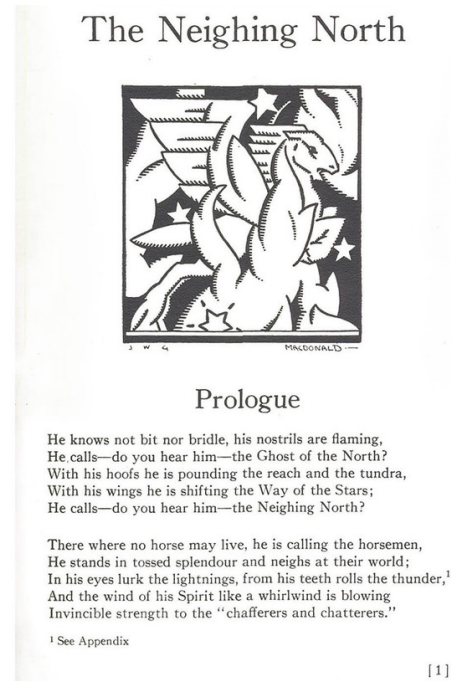 The Neighing North
J W G MACDONALD
Prologue
He knows not bit nor bridle, his nostrils are flaming,
He calls—do you hear him—the Ghost of the North?
With his hoofs he is pounding the reach and the tundra,
With his wings he is shifting the Way of the Stars;
He calls—do you hear him—the Neighing North?
There where no horse may live, he is calling the horsemen,
He stands in tossed splendour and neighs at their world;
In his eyes lurk the lightnings, from his teeth rolls the thunder,¹
And the wind of his Spirit like a whirlwind is blowing
Invincible strength to the "chafferers and chatterers."
¹ See Appendix
[1]